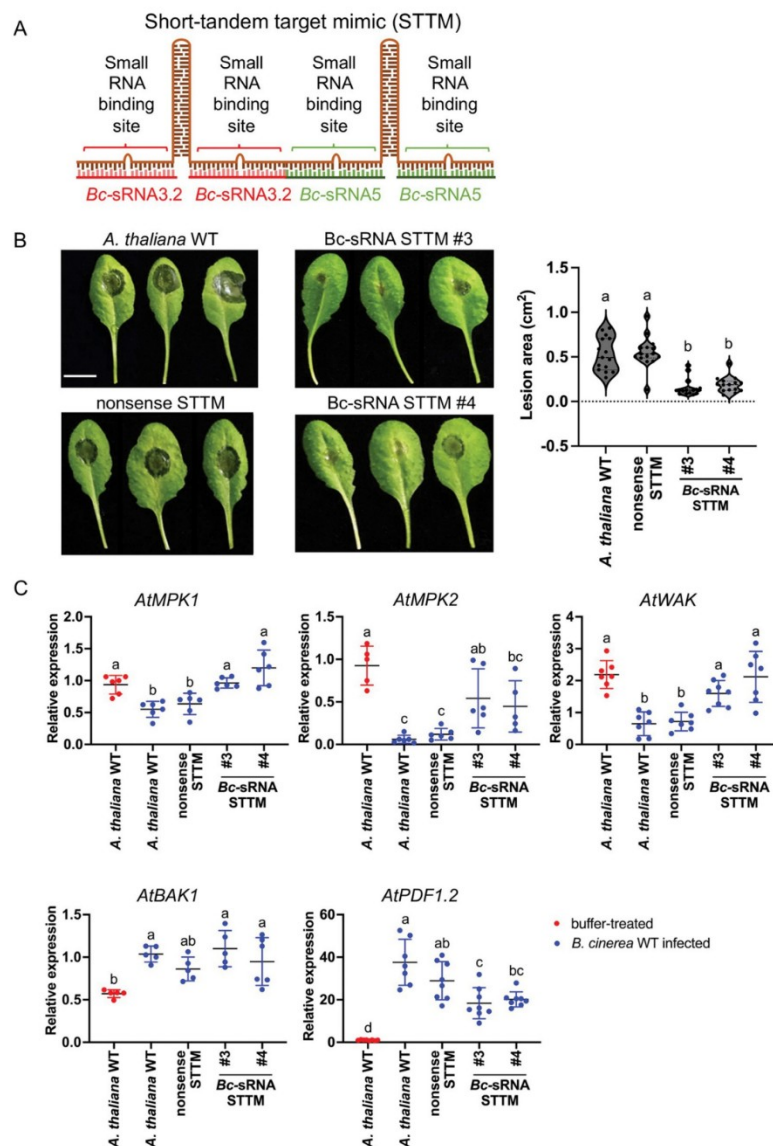 A
Short-tandem target mimic (STTM)
Small
RNA
binding
site
Small
RNA
binding
site
Small
RNA
binding
site
Small
RNA
binding
site
Bc-sRNA3.2
Bc-sRNA3.2
Bc-sRNA5
Bc-sRNA5
B
A. thaliana WT
Bc-sRNA STTM #3
nonsense STTM
Bc-sRNA STTM #4
Lesion area (cm²)
1.5
1.0
0.5
0.0
-0.5
a
a
b
b
A. thaliana WT
nonsense
STTM
#3
#4
Bc-sRNA
STTM
C
AtMPK1
Relative expression
2.0
1.5
1.0
0.5
0.0
a
b
b
a
a
A. thaliana WT
A. thaliana WT
nonsense
STTM
#3
#4
Bc-sRNA
STTM
AtMPK2
Relative expression
1.5
1.0
0.5
0.0
a
c
c
ab
bc
A. thaliana WT
A. thaliana WT
nonsense
STTM
#3
#4
Bc-sRNA
STTM
AtWAK
Relative expression
4
3
2
1
0
a
b
b
a
a
A. thaliana WT
A. thaliana WT
nonsense
STTM
#3
#4
Bc-sRNA
STTM
AtBAK1
Relative expression
1.5
1.0
0.5
0.0
b
a
ab
a
a
A. thaliana WT
A. thaliana WT
nonsense
STTM
#3
#4
Bc-sRNA
STTM
AtPDF1.2
Relative expression
60
40
20
0
d
a
ab
c
bc
A. thaliana WT
A. thaliana WT
nonsense
STTM
#3
#4
Bc-sRNA
STTM
buffer-treated
B. cinerea WT infected